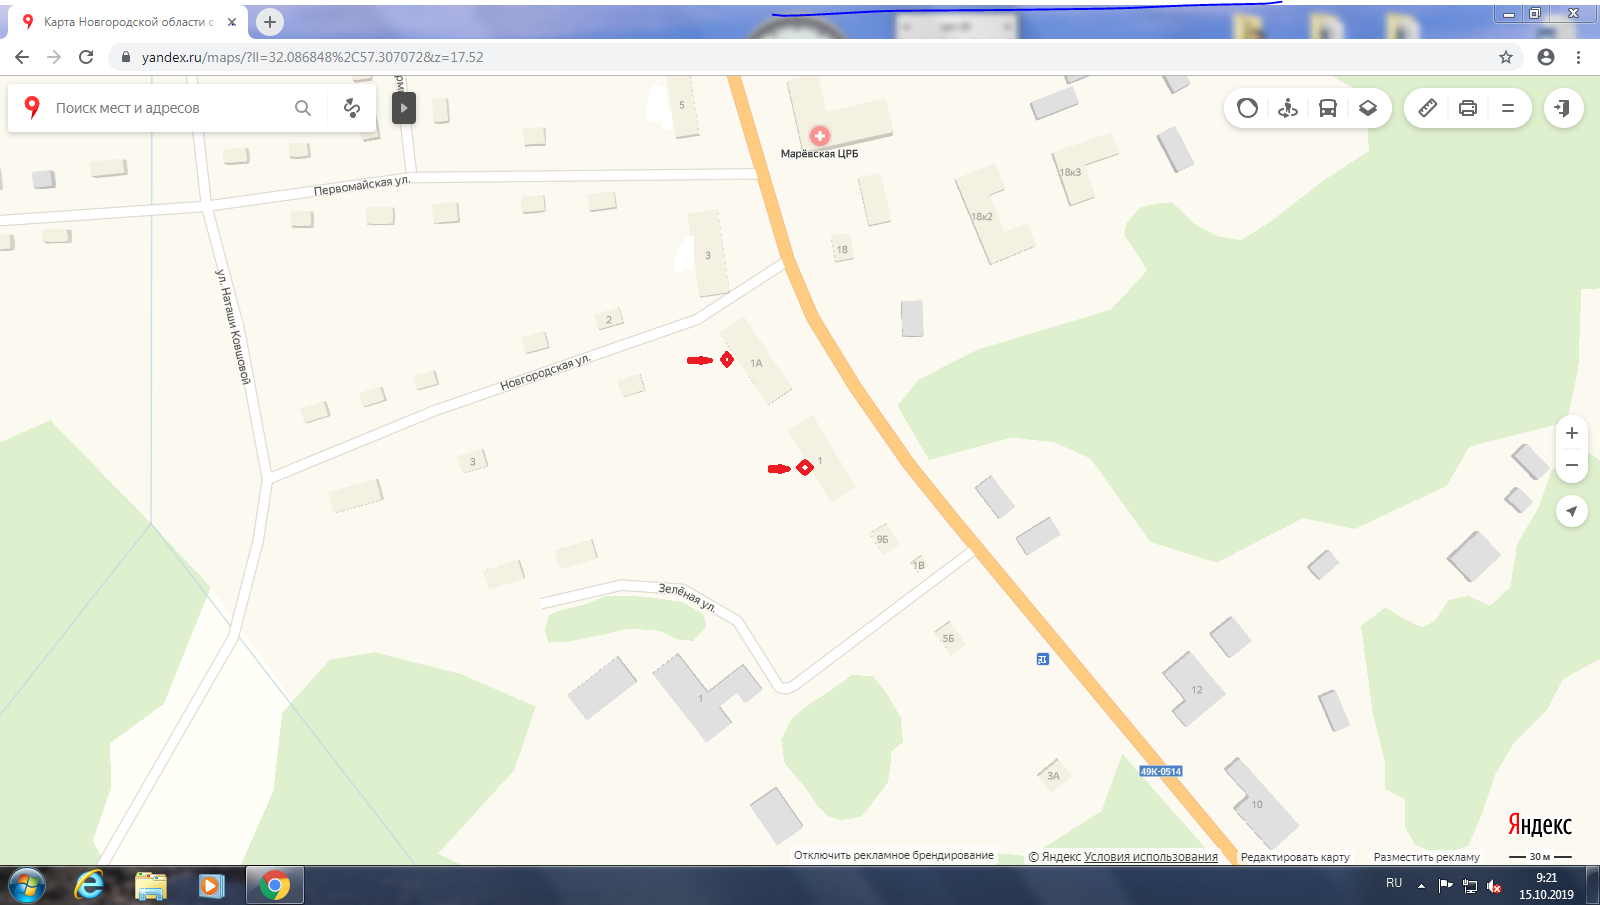 Карта Новгородской области с
yandex.ru/maps/?ll=32.086848%2C57.307072&z=17.52
Поиск мест и адресов
5
Марёвская ЦРБ
18к3
Первомайская ул.
18к2
18
3
ул. Наташи Ковшовой
2
1А
Новгородская ул.
3
1
9Б
1В
Зелёная ул.
5Б
1
12
49К-0514
3А
10
Яндекс
Отключить рекламное брендирование
© Яндекс Условия использования
Редактировать карту
Разместить рекламу
30 м
RU
9:21
15.10.2019